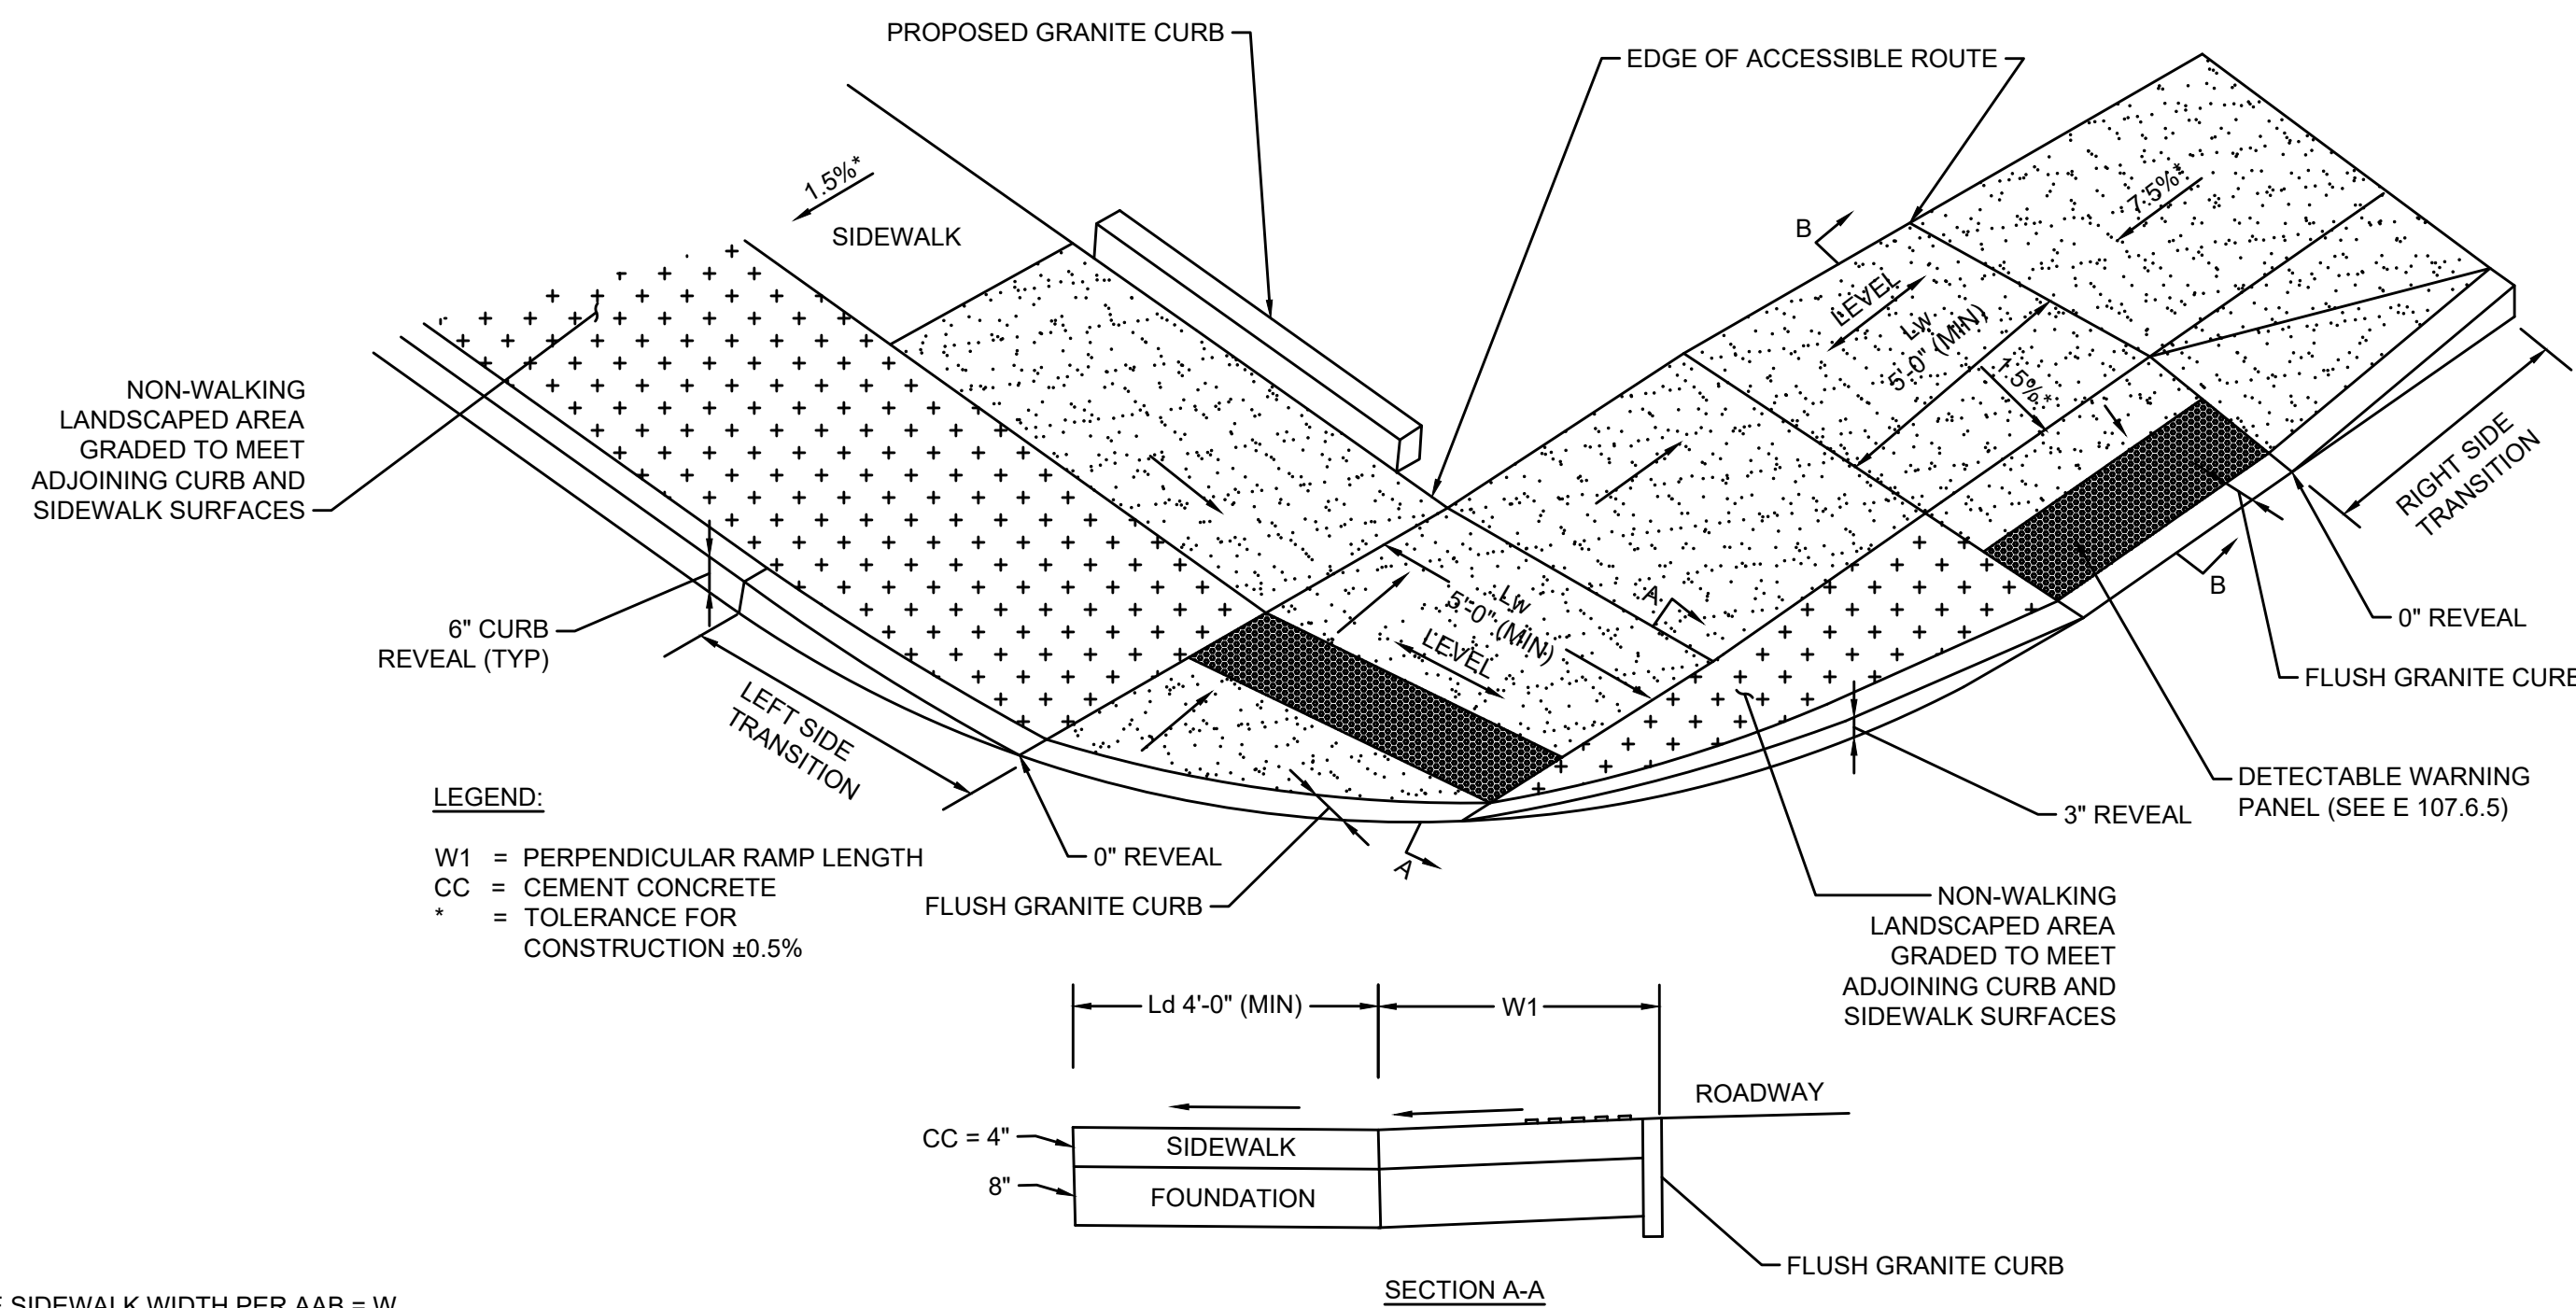 PROPOSED GRANITE CURB
EDGE OF ACCESSIBLE ROUTE
1.5%*
SIDEWALK
7.5%*
B
LEVEL
Lw
5'-0" (MIN)
1.5%*
NON-WALKING
LANDSCAPED AREA
GRADED TO MEET
ADJOINING CURB AND
SIDEWALK SURFACES
RIGHT SIDE
TRANSITION
A
Lw
5'-0" (MIN)
LEVEL
B
6" CURB
REVEAL (TYP)
0" REVEAL
FLUSH GRANITE CURB
LEFT SIDE
TRANSITION
DETECTABLE WARNING
PANEL (SEE E 107.6.5)
3" REVEAL
LEGEND:
W1 = PERPENDICULAR RAMP LENGTH
CC = CEMENT CONCRETE
* = TOLERANCE FOR
CONSTRUCTION ±0.5%
0" REVEAL
A
FLUSH GRANITE CURB
NON-WALKING
LANDSCAPED AREA
GRADED TO MEET
ADJOINING CURB AND
SIDEWALK SURFACES
Ld 4'-0" (MIN)
W1
ROADWAY
CC = 4"
SIDEWALK
8"
FOUNDATION
FLUSH GRANITE CURB
SECTION A-A
SIDEWALK WIDTH PER AAB = W